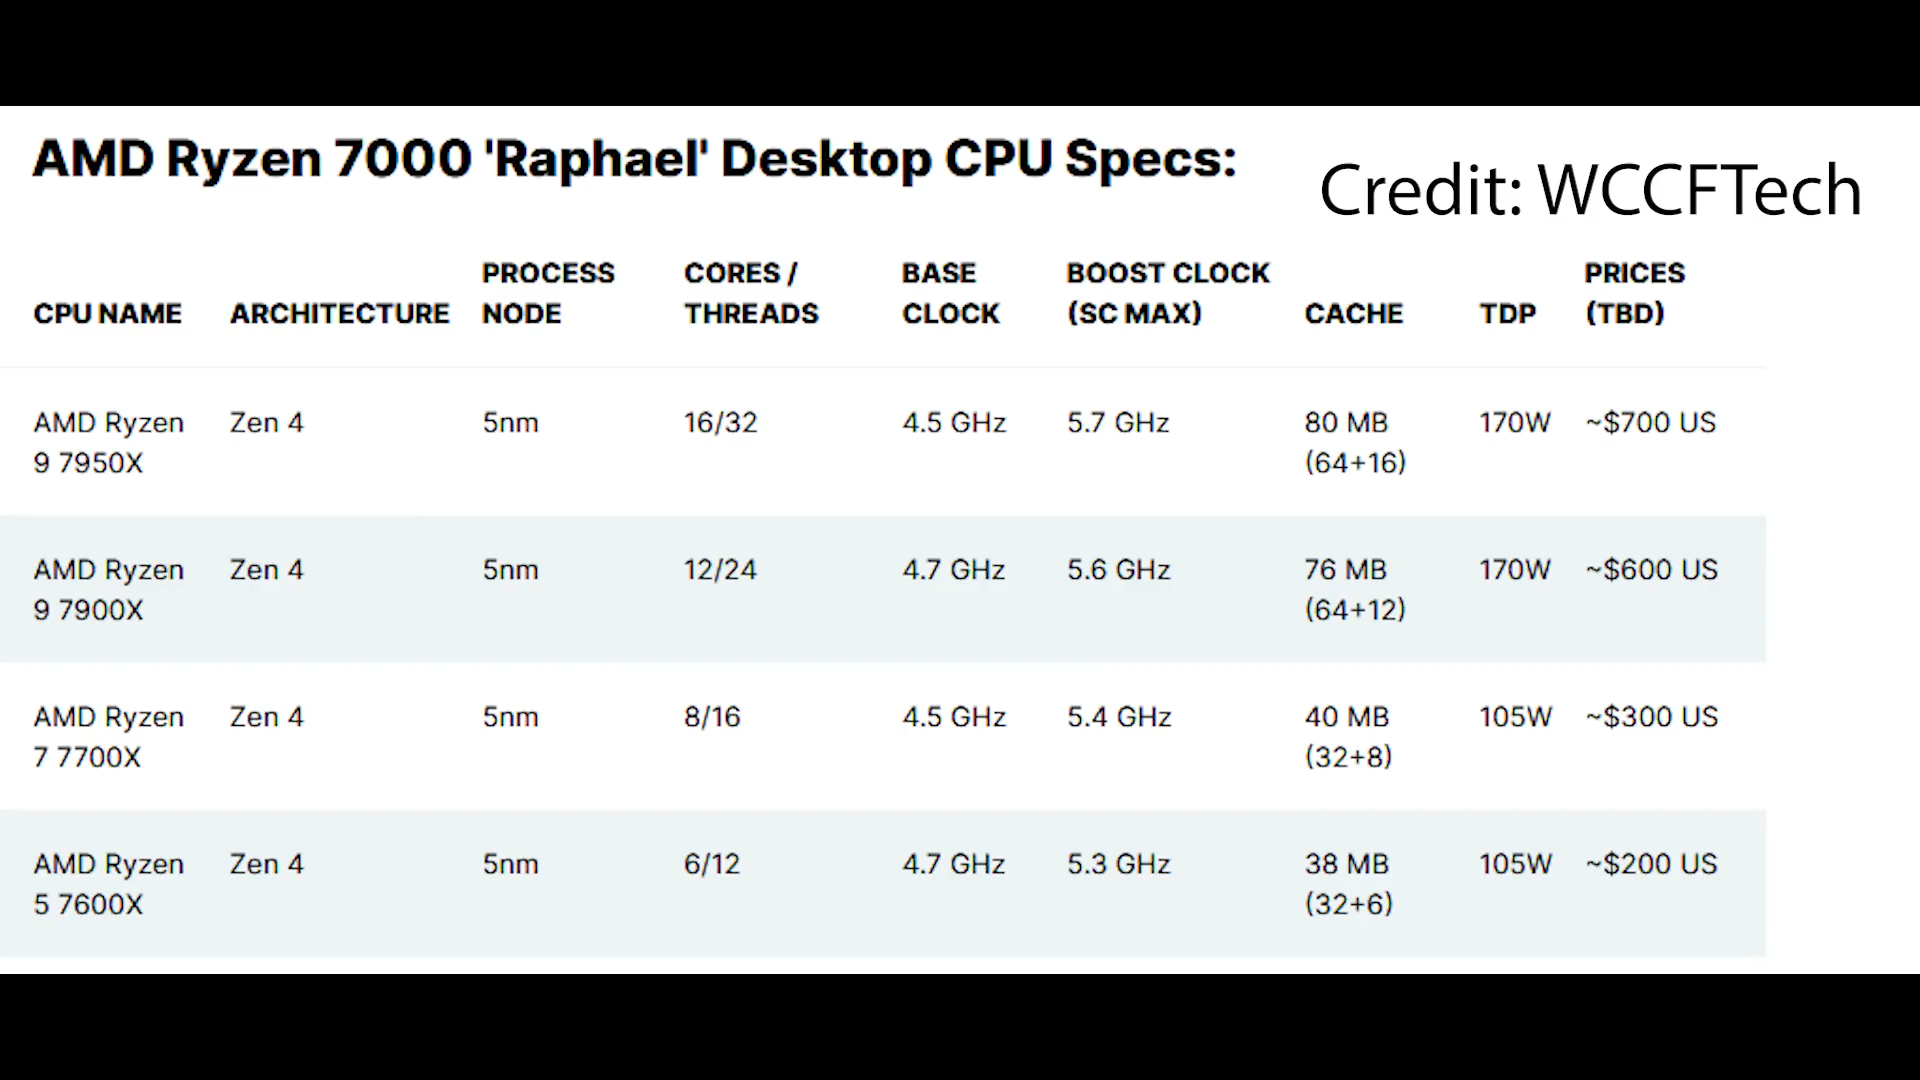 AMD Ryzen 7000 'Raphael' Desktop CPU Specs:
Credit: WCCFTech
CPU NAME ARCHITECTURE PROCESS NODE CORES / THREADS BASE CLOCK BOOST CLOCK (SC MAX) CACHE TDP PRICES (TBD)
AMD Ryzen 9 7950X Zen 4 5nm 16/32 4.5 GHz 5.7 GHz 80 MB (64+16) 170W ~$700 US
AMD Ryzen 9 7900X Zen 4 5nm 12/24 4.7 GHz 5.6 GHz 76 MB (64+12) 170W ~$600 US
AMD Ryzen 7 7700X Zen 4 5nm 8/16 4.5 GHz 5.4 GHz 40 MB (32+8) 105W ~$300 US
AMD Ryzen 5 7600X Zen 4 5nm 6/12 4.7 GHz 5.3 GHz 38 MB (32+6) 105W ~$200 US